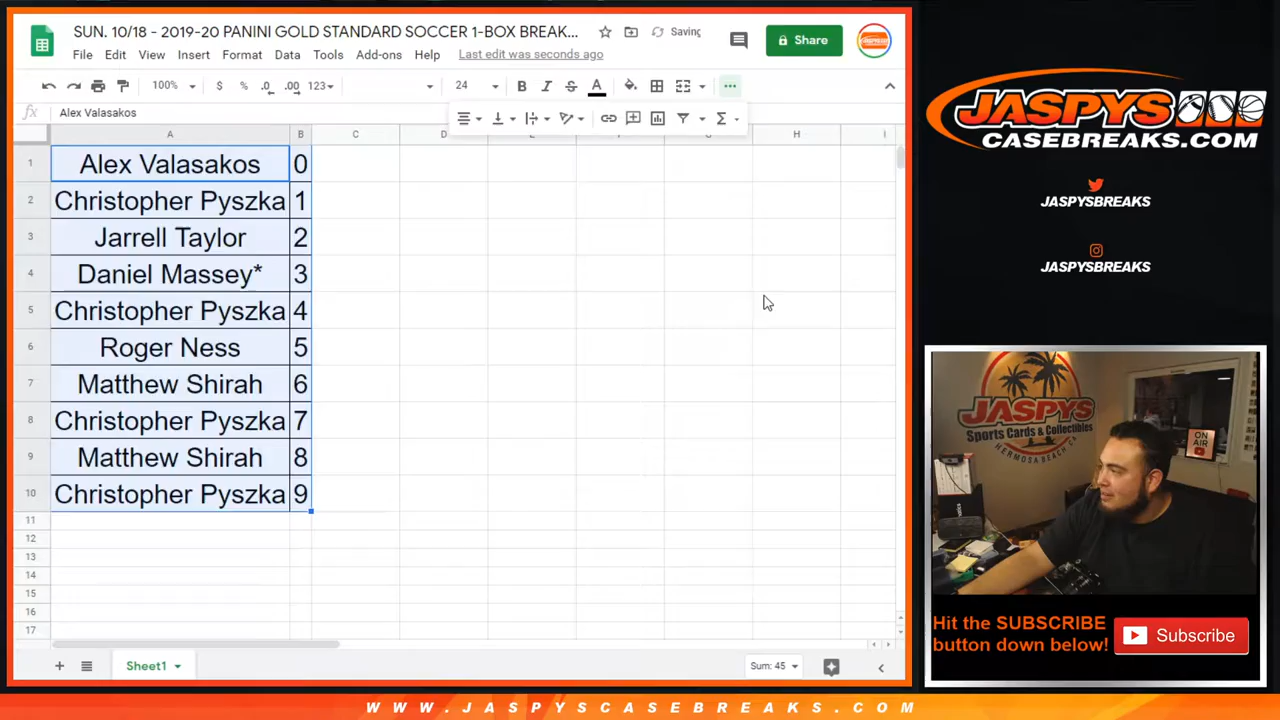 SUN. 10/18 - 2019-20 PANINI GOLD STANDARD SOCCER 1-BOX BREAK...
Saving
Share
File Edit View Insert Format Data Tools Add-ons Help Last edit was seconds ago
100% $ % .0 .00 123 24 B I S A
fx Alex Valasakos
A B C D H I
1 Alex Valasakos 0
2 Christopher Pyszka 1
3 Jarrell Taylor 2
4 Daniel Massey* 3
5 Christopher Pyszka 4
6 Roger Ness 5
7 Matthew Shirah 6
8 Christopher Pyszka 7
9 Matthew Shirah 8
10 Christopher Pyszka 9
11
12
13
14
15
16
17
Sheet1
Sum: 45
JASPYS
CASEBREAKS.COM
JASPYSBREAKS
JASPYSBREAKS
JASPYS
Sports Cards & Collectibles
HERMOSA BEACH CA
ON AIR
Hit the SUBSCRIBE
button down below!
Subscribe
WWW.JASPYSCASEBREAKS.COM